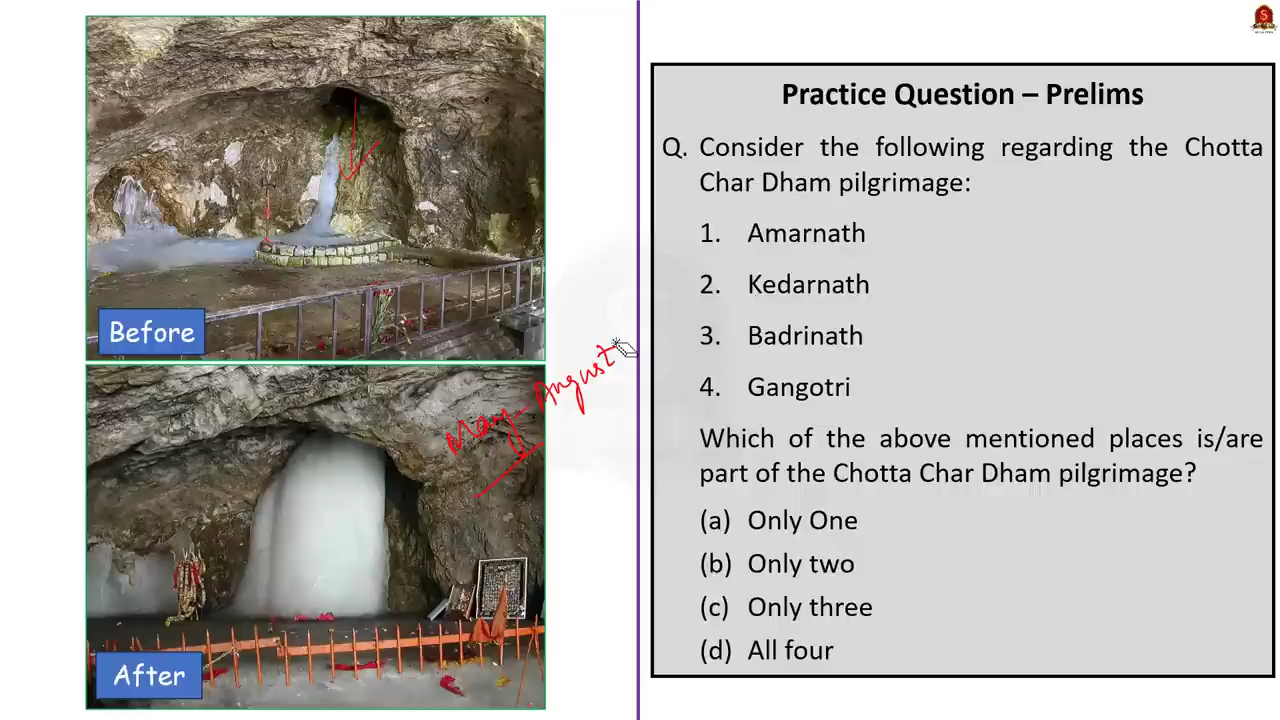 Before
May - August
After
Practice Question – Prelims
Q. Consider the following regarding the Chotta
Char Dham pilgrimage:
1. Amarnath
2. Kedarnath
3. Badrinath
4. Gangotri
Which of the above mentioned places is/are
part of the Chotta Char Dham pilgrimage?
(a) Only One
(b) Only two
(c) Only three
(d) All four